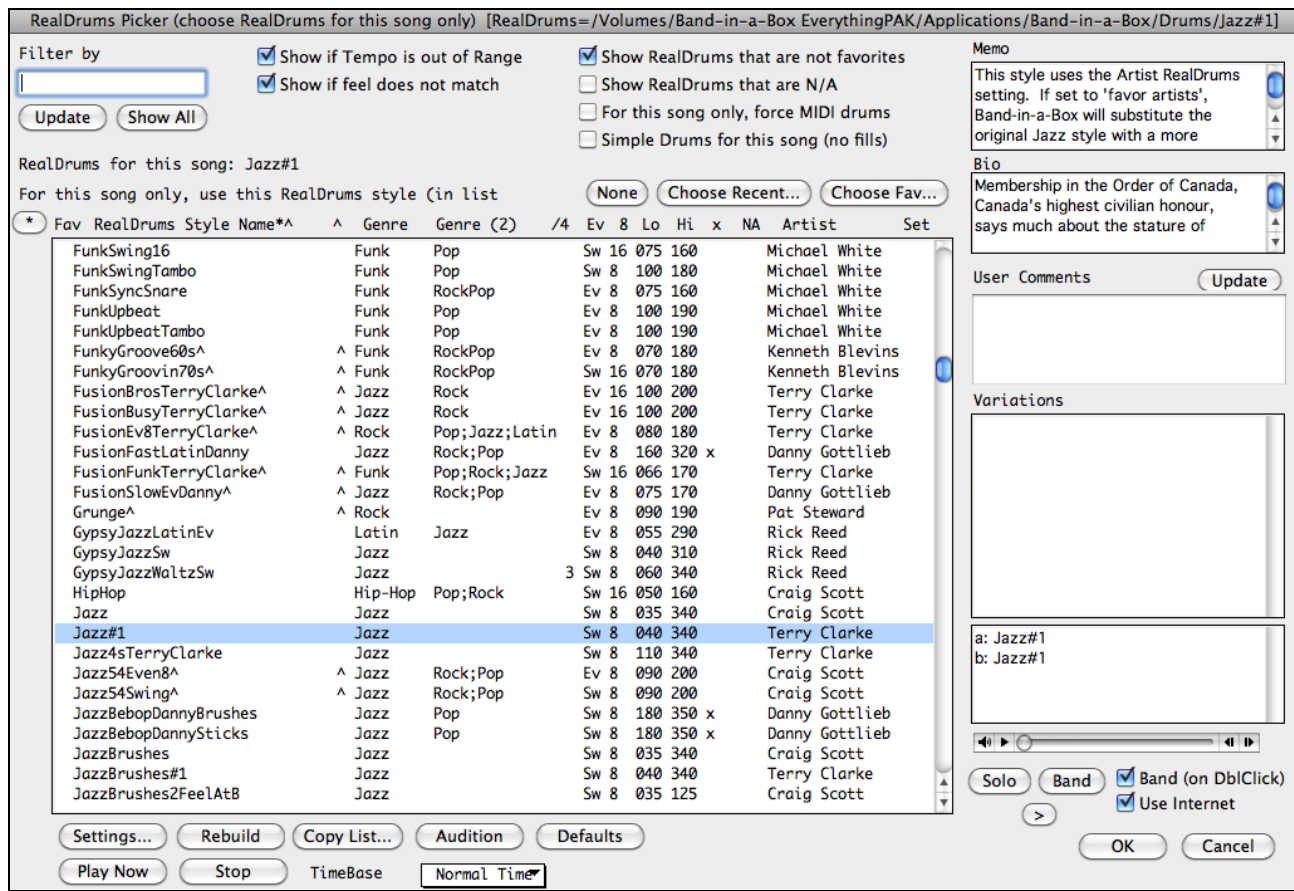 RealDrums Picker (choose RealDrums for this song only) [RealDrums=/Volumes/Band-in-a-Box EverythingPAK/Applications/Band-in-a-Box/Drums/Jazz#1]
Filter by
Show if Tempo is out of Range
Show if feel does not match
Update
Show All
Show RealDrums that are not favorites
Show RealDrums that are N/A
For this song only, force MIDI drums
Simple Drums for this song (no fills)
RealDrums for this song: Jazz#1
For this song only, use this RealDrums style (in list
None
Choose Recent...
Choose Fav...
* Fav RealDrums Style Name*^ ^ Genre Genre (2) /4 Ev 8 Lo Hi x NA Artist Set
FunkSwing16 Funk Pop Sw 16 075 160 Michael White
FunkSwingTambo Funk Pop Sw 8 100 180 Michael White
FunkSyncSnare Funk RockPop Ev 8 075 160 Michael White
FunkUpbeat Funk Pop Ev 8 100 190 Michael White
FunkUpbeatTambo Funk Pop Ev 8 100 190 Michael White
FunkyGroove60s^ ^ Funk RockPop Ev 8 070 180 Kenneth Blevins
FunkyGroovin70s^ ^ Funk RockPop Sw 16 070 180 Kenneth Blevins
FusionBrosTerryClarke^ ^ Jazz Rock Ev 16 100 200 Terry Clarke
FusionBusyTerryClarke^ ^ Jazz Rock Ev 16 100 200 Terry Clarke
FusionEv8TerryClarke^ ^ Rock Pop;Jazz;Latin Ev 8 080 180 Terry Clarke
FusionFastLatinDanny Jazz Rock;Pop Ev 8 160 320 x Danny Gottlieb
FusionFunkTerryClarke^ ^ Funk Pop;Rock;Jazz Sw 16 066 170 Terry Clarke
FusionSlowEvDanny^ ^ Jazz Rock;Pop Ev 8 075 170 Danny Gottlieb
Grunge^ ^ Rock Ev 8 090 190 Pat Steward
GypsyJazzLatinEv Latin Jazz Ev 8 055 290 Rick Reed
GypsyJazzSw Jazz Sw 8 040 310 Rick Reed
GypsyJazzWaltzSw Jazz 3 Sw 8 060 340 Rick Reed
HipHop Hip-Hop Pop;Rock Sw 16 050 160 Craig Scott
Jazz Jazz Sw 8 035 340 Craig Scott
Jazz#1 Jazz Sw 8 040 340 Terry Clarke
Jazz4sTerryClarke Jazz Sw 8 110 340 Terry Clarke
Jazz54Even8^ ^ Jazz Rock;Pop Ev 8 090 200 Craig Scott
Jazz54Swing^ ^ Jazz Rock;Pop Sw 8 090 200 Craig Scott
JazzBebopDannyBrushes Jazz Pop Sw 8 180 350 x Danny Gottlieb
JazzBebopDannySticks Jazz Pop Sw 8 180 350 x Danny Gottlieb
JazzBrushes Jazz Sw 8 035 340 Craig Scott
JazzBrushes#1 Jazz Sw 8 040 340 Terry Clarke
JazzBrushes2FeelAtB Jazz Sw 8 035 125 Craig Scott
Settings...
Rebuild
Copy List...
Audition
Defaults
Play Now
Stop
TimeBase
Normal Time
Memo
This style uses the Artist RealDrums
setting. If set to 'favor artists',
Band-in-a-Box will substitute the
original Jazz style with a more
Bio
Membership in the Order of Canada,
Canada's highest civilian honour,
says much about the stature of
User Comments
Update
Variations
a: Jazz#1
b: Jazz#1
Solo
Band
Band (on DblClick)
Use Internet
>
OK
Cancel